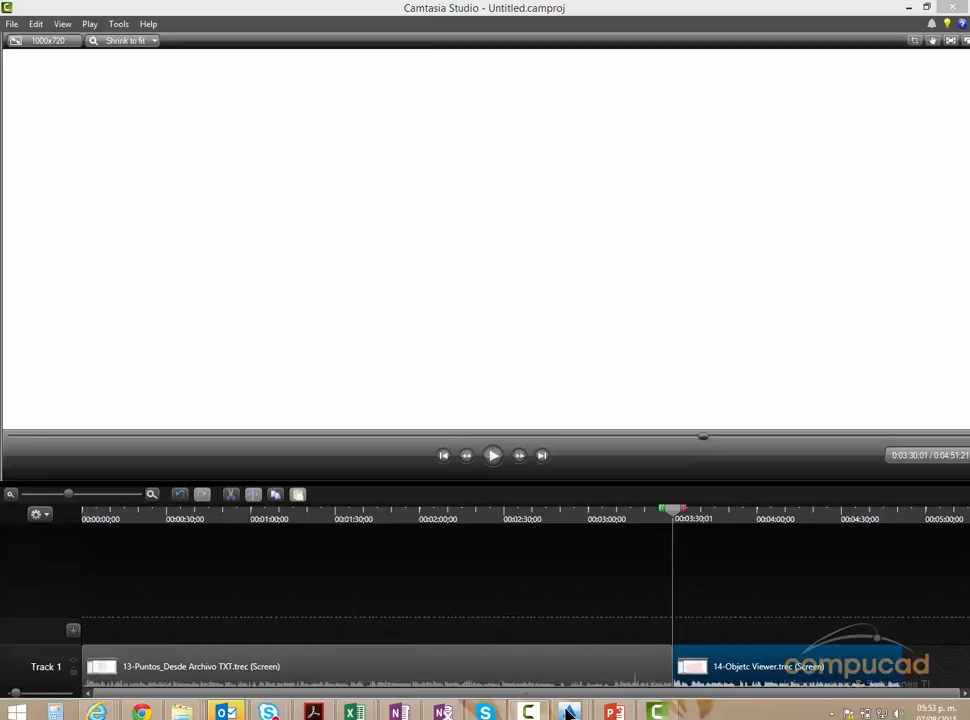 Camtasia Studio - Untitled.camproj
File Edit View Play Tools Help
1000x720 Shrink to fit
0:03:30;01 / 0:04:51;21
00:00:00;00 00:00:30;00 00:01:00;00 00:01:30;00 00:02:00;00 00:02:30;00 00:03:00;00 00:03:30;01 00:04:00;00 00:04:30;00 00:05:00;00
Track 1 13-Puntos_Desde Archivo TXT.trec (Screen) 14-Objetc Viewer.trec (Screen)
compucad
05:53 p. m.
07/08/2015